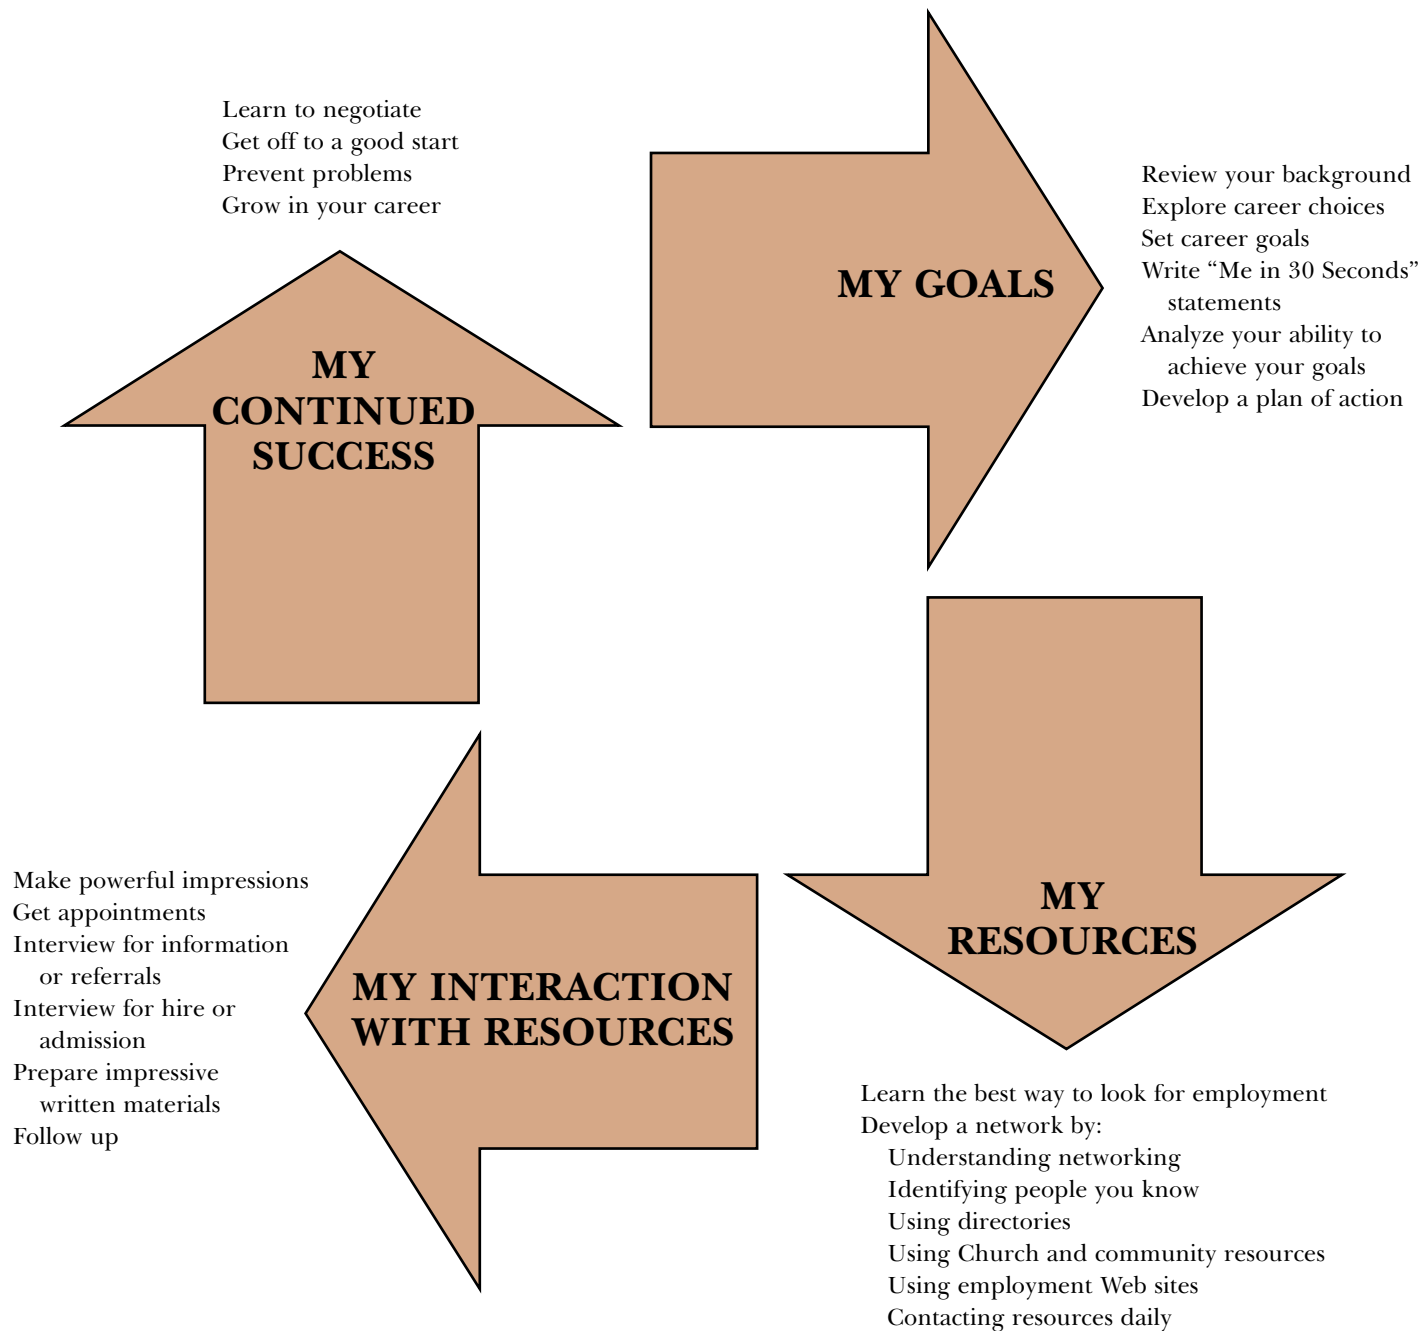 Learn to negotiate
Get off to a good start
Prevent problems
Grow in your career
MY
CONTINUED
SUCCESS
MY GOALS
Review your background
Explore career choices
Set career goals
Write “Me in 30 Seconds”
statements
Analyze your ability to
achieve your goals
Develop a plan of action
MY
RESOURCES
Learn the best way to look for employment
Develop a network by:
Understanding networking
Identifying people you know
Using directories
Using Church and community resources
Using employment Web sites
Contacting resources daily
MY INTERACTION
WITH RESOURCES
Make powerful impressions
Get appointments
Interview for information
or referrals
Interview for hire or
admission
Prepare impressive
written materials
Follow up